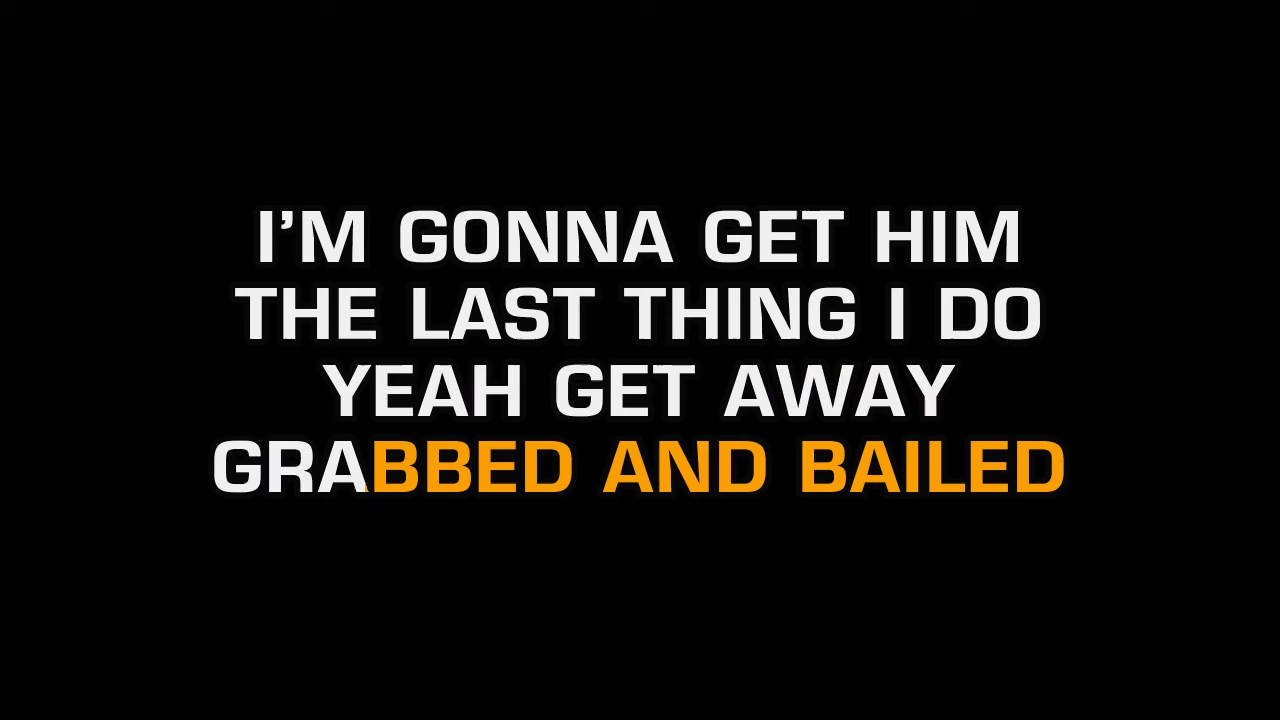 I'M GONNA GET HIM
THE LAST THING I DO
YEAH GET AWAY
GRABBED AND BAILED